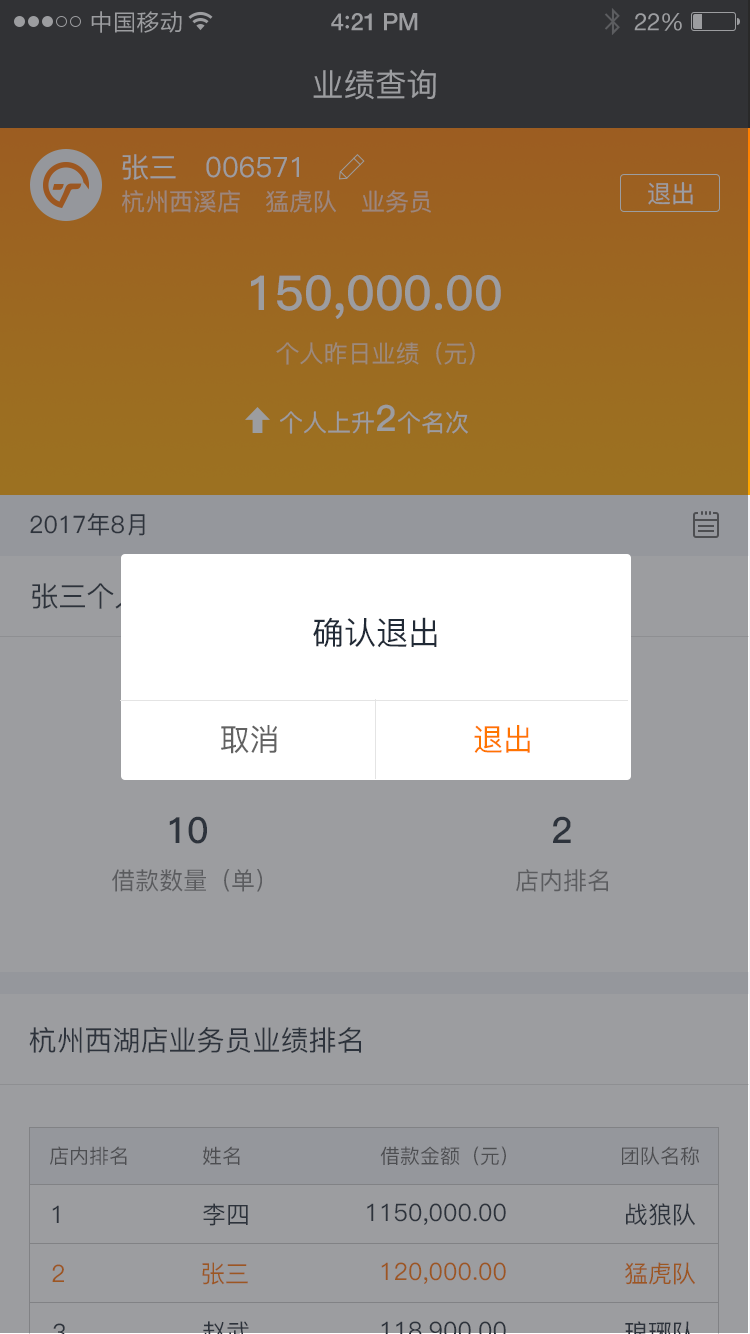 中国移动 4:21 PM 22%
业绩查询
张三 006571
杭州西溪店 猛虎队 业务员
退出
150,000.00
个人昨日业绩（元）
个人上升2个名次
2017年8月
张三个
确认退出
取消 退出
10 2
借款数量（单） 店内排名
杭州西湖店业务员业绩排名
店内排名 姓名 借款金额（元） 团队名称
1 李四 1150,000.00 战狼队
2 张三 120,000.00 猛虎队
3 赵武 118,900.00 琅琊队